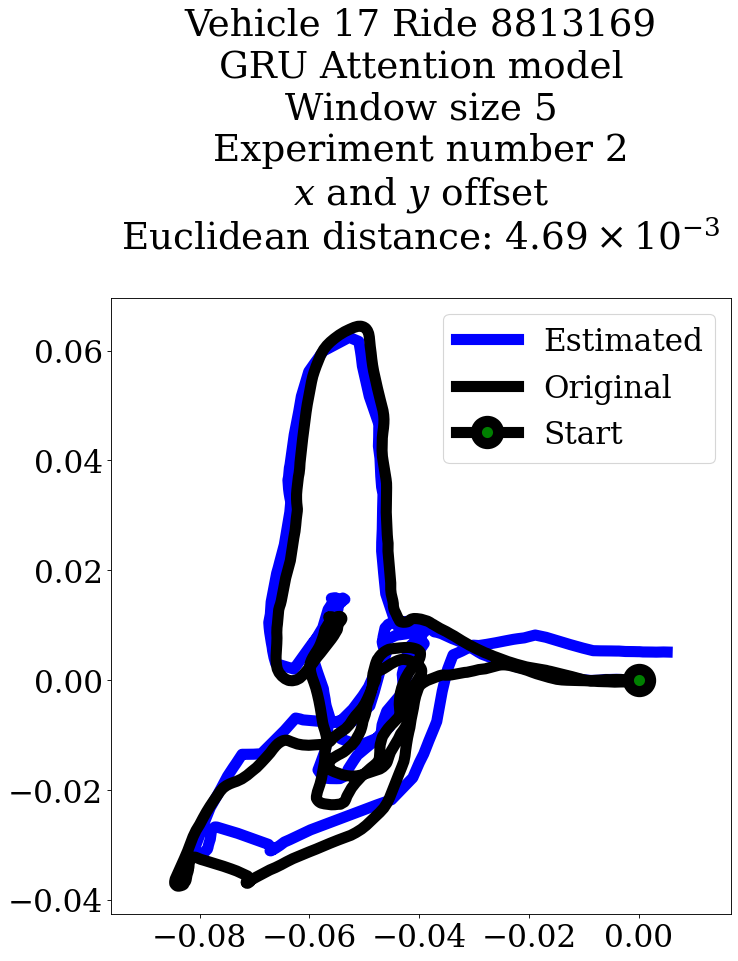 Vehicle 17 Ride 8813169
GRU Attention model
Window size 5
Experiment number 2
x and y offset
Euclidean distance: 4.69 × 10⁻³
Estimated
Original
Start
0.06
0.04
0.02
0.00
−0.02
−0.04
−0.08 −0.06 −0.04 −0.02 0.00